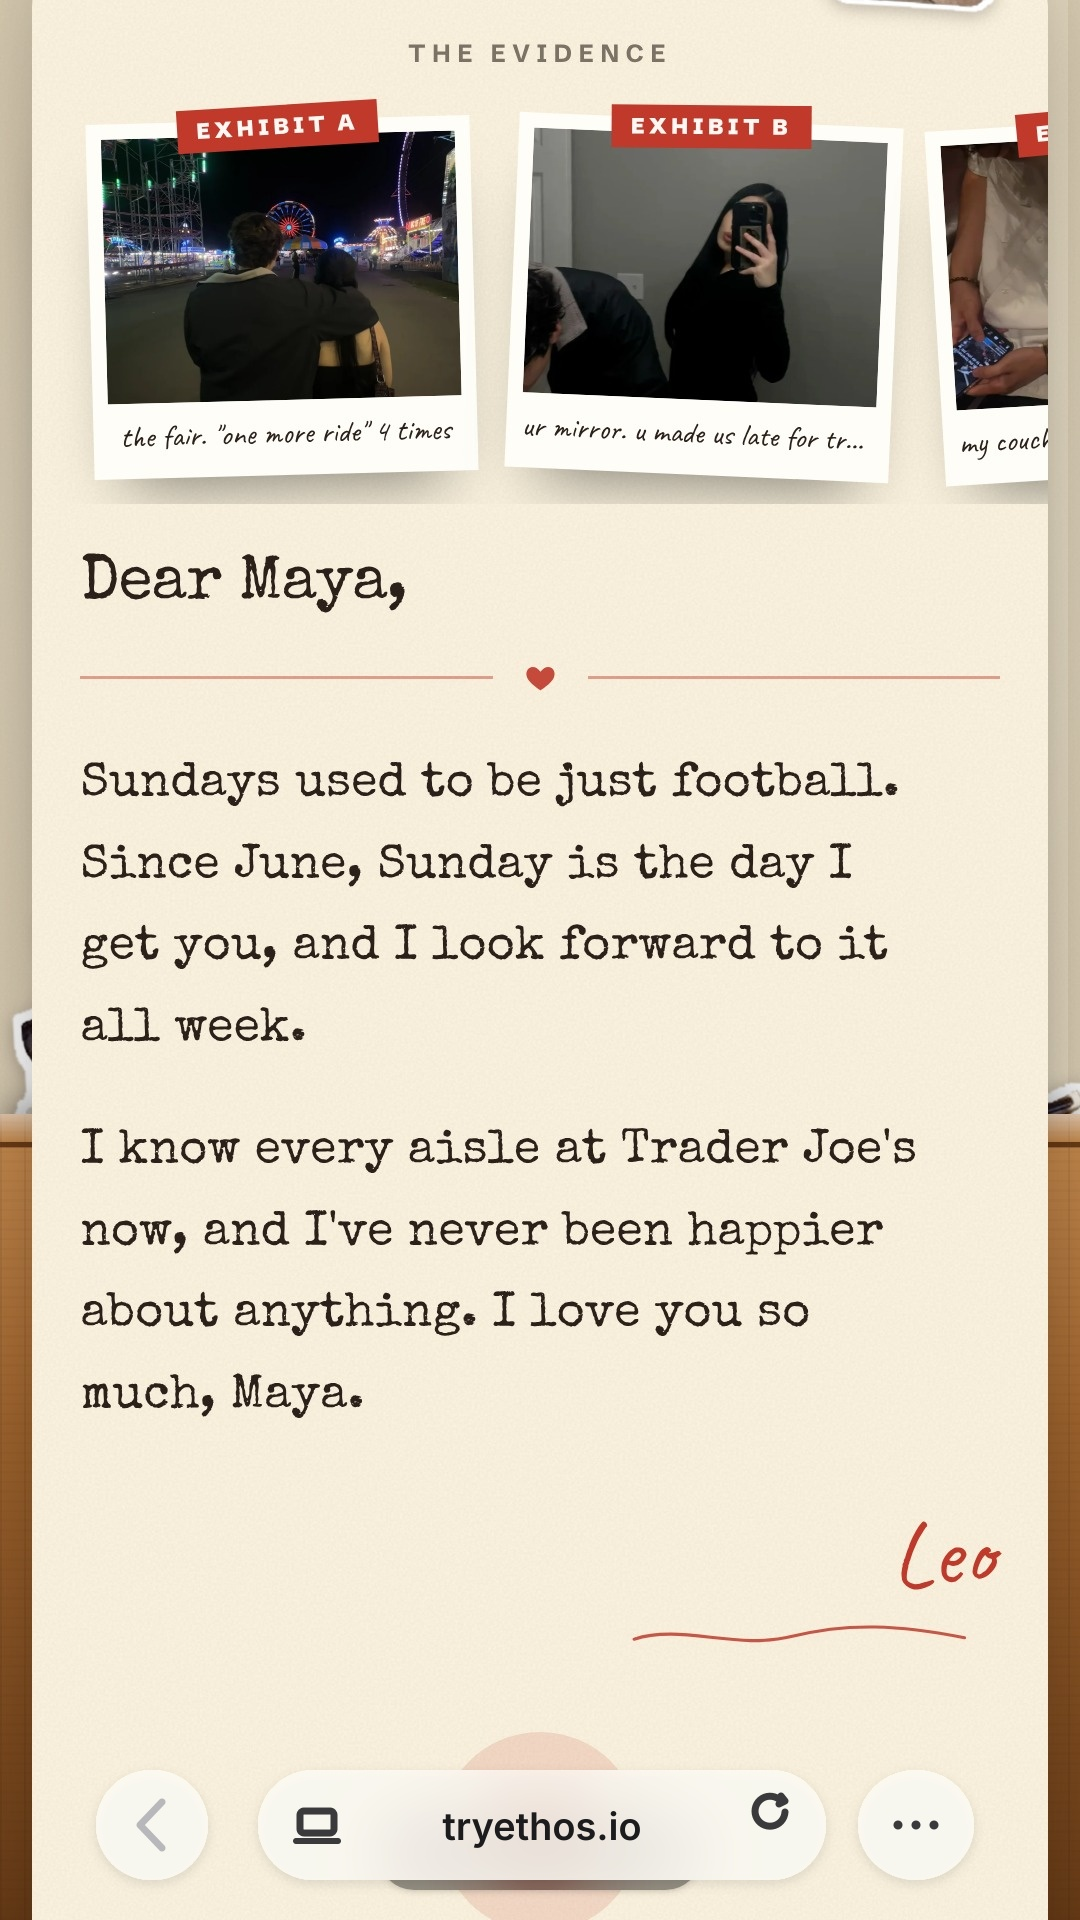 THE EVIDENCE
EXHIBIT A
EXHIBIT B
the fair. "one more ride" 4 times
ur mirror. u made us late for tr...
my couch
Dear Maya,
Sundays used to be just football.
Since June, Sunday is the day I
get you, and I look forward to it
all week.
I know every aisle at Trader Joe's
now, and I've never been happier
about anything. I love you so
much, Maya.
Leo
tryethos.io